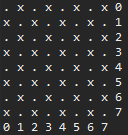 . x . x . x . x 0
x . x . x . x . 1
. x . x . x . x 2
x . x . x . x . 3
. x . x . x . x 4
x . x . x . x . 5
. x . x . x . x 6
x . x . x . x . 7
0 1 2 3 4 5 6 7